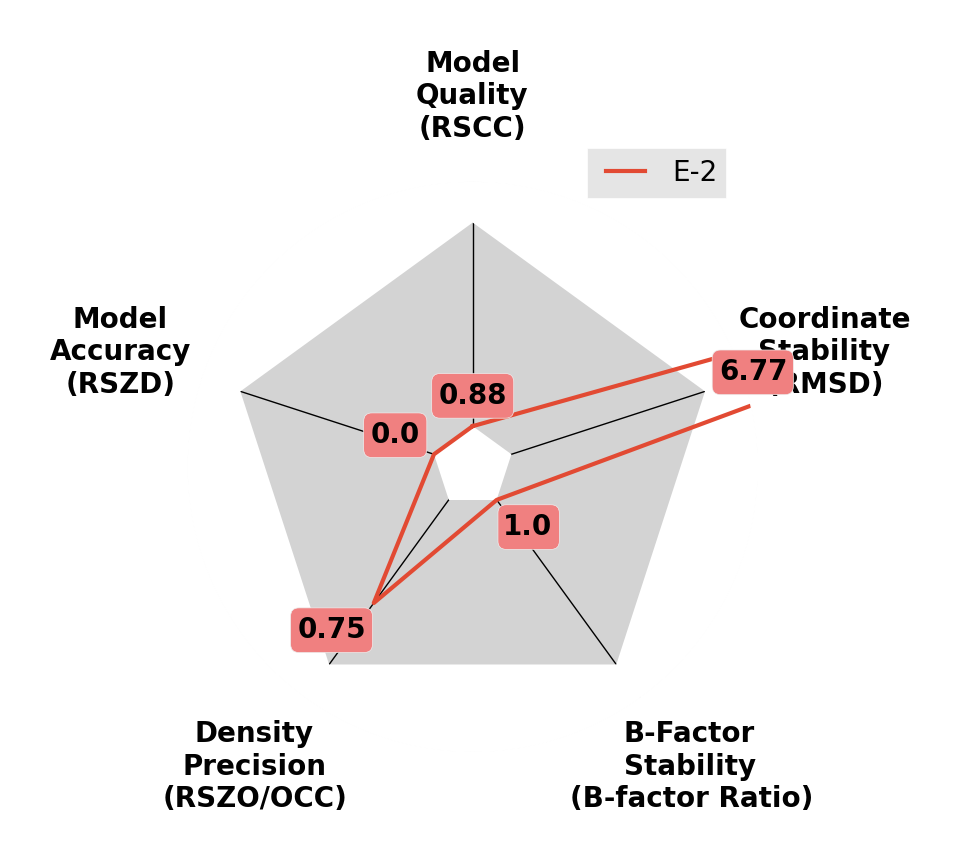 Model
Quality
(RSCC)
E-2
Model
Accuracy
(RSZD)
Coordinate
Stability
(RMSD)
6.77
0.88
0.0
1.0
0.75
Density
Precision
(RSZO/OCC)
B-Factor
Stability
(B-factor Ratio)